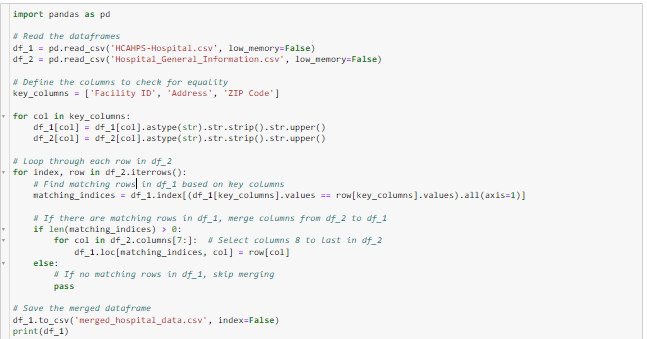 import pandas as pd
# Read the dataframes
df_1 = pd.read_csv('HCAHPS-Hospital.csv', low_memory=False)
df_2 = pd.read_csv('Hospital_General_Information.csv', low_memory=False)
# Define the columns to check for equality
key_columns = ['Facility ID', 'Address', 'ZIP Code']
for col in key_columns:
    df_1[col] = df_1[col].astype(str).str.strip().str.upper()
    df_2[col] = df_2[col].astype(str).str.strip().str.upper()
# Loop through each row in df_2
for index, row in df_2.iterrows():
    # Find matching rows in df_1 based on key columns
    matching_indices = df_1.index[(df_1[key_columns].values == row[key_columns].values).all(axis=1)]
    # If there are matching rows in df_1, merge columns from df_2 to df_1
    if len(matching_indices) > 0:
        for col in df_2.columns[7:]:  # Select columns 8 to last in df_2
            df_1.loc[matching_indices, col] = row[col]
    else:
        # If no matching rows in df_1, skip merging
        pass
# Save the merged dataframe
df_1.to_csv('merged_hospital_data.csv', index=False)
print(df_1)